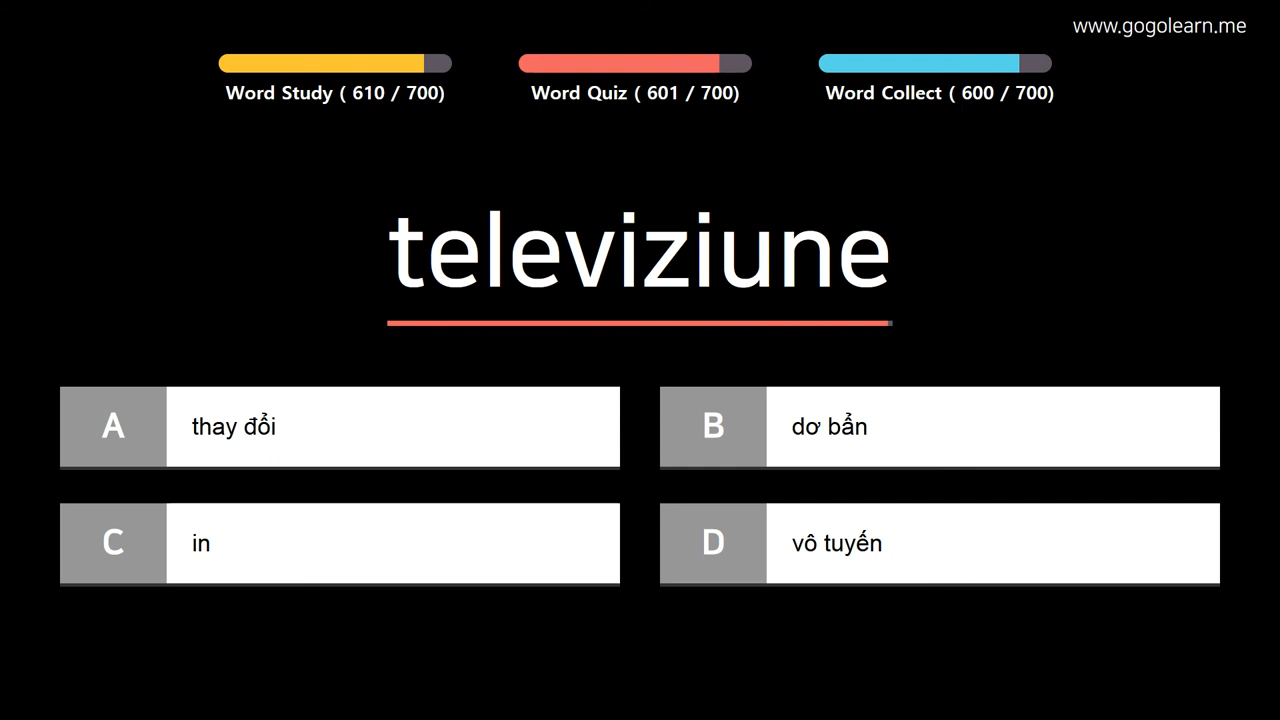 www.gogolearn.me
Word Study ( 610 / 700)
Word Quiz ( 601 / 700)
Word Collect ( 600 / 700)
televiziune
A thay đổi
B dơ bẩn
C in
D vô tuyến